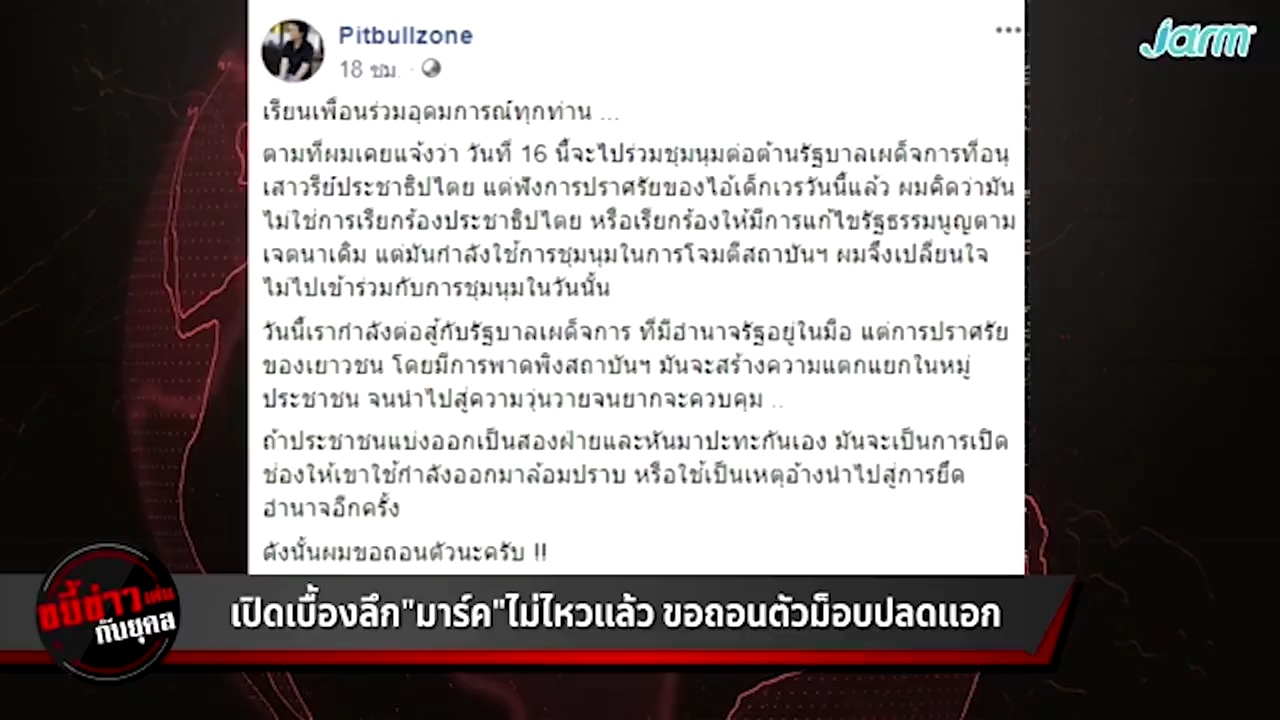 Pitbullzone
18 ชม.
jarm
เรียนเพื่อนร่วมอุดมการณ์ทุกท่าน ...
ตามที่ผมเคยแจ้งว่า วันที่ 16 นี้จะไปร่วมชุมนุมต่อต้านรัฐบาลเผด็จการที่อนุ
เสาวรีย์ประชาธิปไตย แต่ฟังการปราศรัยของไอ้เด็กเวรวันนี้แล้ว ผมคิดว่ามัน
ไม่ใช่การเรียกร้องประชาธิปไตย หรือเรียกร้องให้มีการแก้ไขรัฐธรรมนูญตาม
เจตนาเดิม แต่มันกำลังใช้การชุมนุมในการโจมตีสถาบันฯ ผมจึงเปลี่ยนใจ
ไม่ไปเข้าร่วมกับการชุมนุมในวันนั้น
วันนี้เรากำลังต่อสู้กับรัฐบาลเผด็จการ ที่มีอำนาจรัฐอยู่ในมือ แต่การปราศรัย
ของเยาวชน โดยมีการพาดพิงสถาบันฯ มันจะสร้างความแตกแยกในหมู่
ประชาชน จนนำไปสู่ความวุ่นวายจนยากจะควบคุม ..
ถ้าประชาชนแบ่งออกเป็นสองฝ่ายและหันมาปะทะกันเอง มันจะเป็นการเปิด
ช่องให้เขาใช้กำลังออกมาล้อมปราบ หรือใช้เป็นเหตุอ้างนำไปสู่การยึด
อำนาจอีกครั้ง
ดังนั้นผมขอถอนตัวนะครับ !!
ขยี้ข่าวเด่น
กับยุคล
เปิดเบื้องลึก"มาร์ค"ไม่ไหวแล้ว ขอถอนตัวม็อบปลดแอก